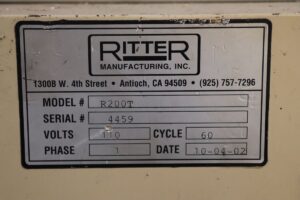 RITTER
MANUFACTURING, INC.
1300B W. 4th Street • Antioch, CA 94509 • (925) 757-7296
MODEL # R200T
SERIAL # 4459
VOLTS 110 CYCLE 60
PHASE 1 DATE 10-04-02